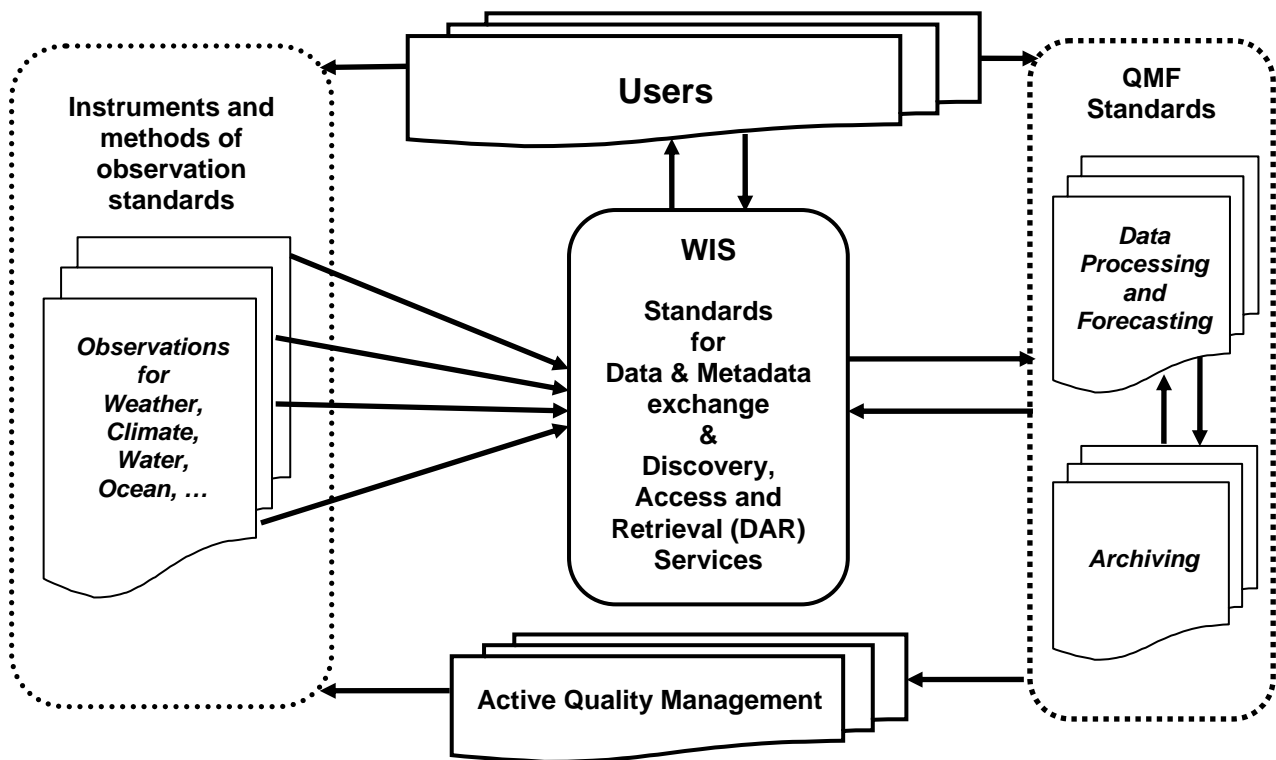 Users
Instruments and
methods of
observation
standards
Observations
for
Weather,
Climate,
Water,
Ocean, …
WIS
Standards
for
Data & Metadata
exchange
&
Discovery,
Access and
Retrieval (DAR)
Services
QMF
Standards
Data
Processing
and
Forecasting
Archiving
Active Quality Management